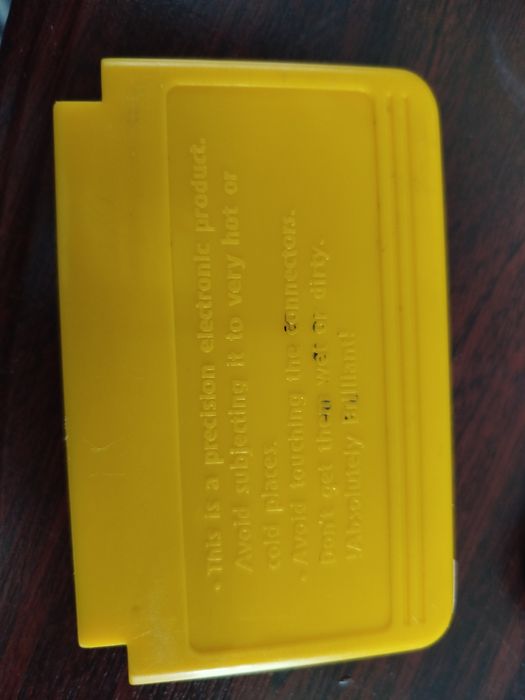 · This is a precision electronic product.
Avoid subjecting it to very hot or
cold places.
· Avoid touching the connectors.
Don't get them wet or dirty.
!Absolutely Brilliant!